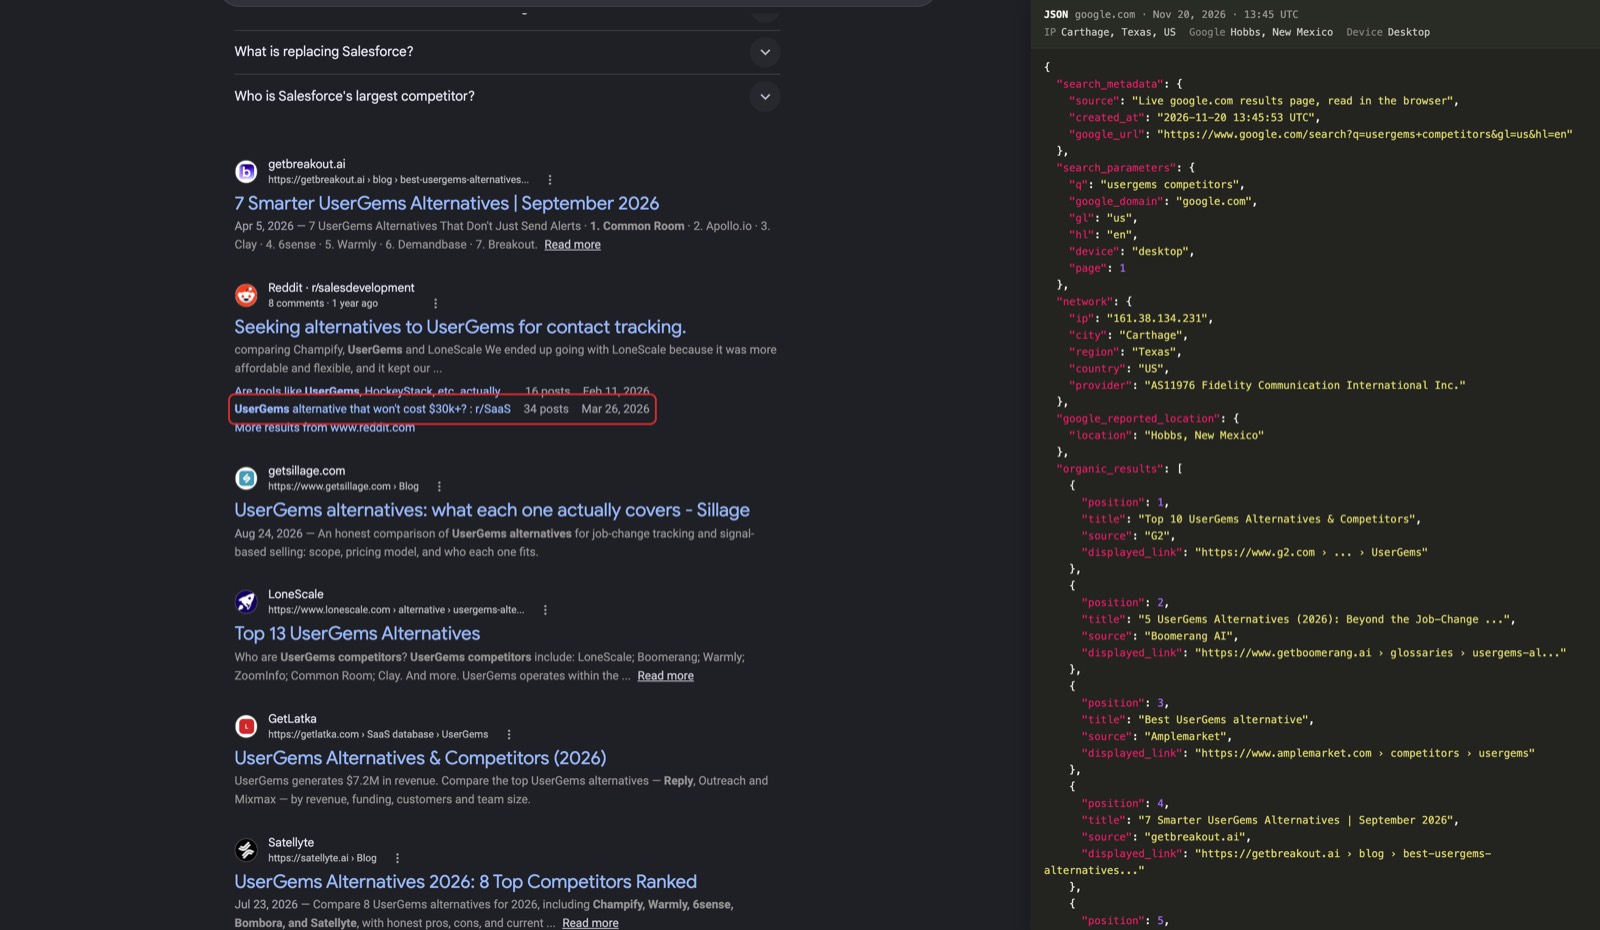 What is replacing Salesforce?
Who is Salesforce's largest competitor?
getbreakout.ai
https://getbreakout.ai › blog › best-usergems-alternatives...
7 Smarter UserGems Alternatives | September 2026
Apr 5, 2026 — 7 UserGems Alternatives That Don't Just Send Alerts · 1. Common Room · 2. Apollo.io · 3.
Clay · 4. 6sense · 5. Warmly · 6. Demandbase · 7. Breakout. Read more
Reddit · r/salesdevelopment
8 comments · 1 year ago
Seeking alternatives to UserGems for contact tracking.
comparing Champify, UserGems and LoneScale We ended up going with LoneScale because it was more
affordable and flexible, and it kept our ...
Are tools like UserGems, HockeyStack, etc. actually 16 posts Feb 11, 2026
UserGems alternative that won't cost $30k+? : r/SaaS 34 posts Mar 26, 2026
More results from www.reddit.com
getsillage.com
https://www.getsillage.com › Blog
UserGems alternatives: what each one actually covers - Sillage
Aug 24, 2026 — An honest comparison of UserGems alternatives for job-change tracking and signal-
based selling: scope, pricing model, and who each one fits.
LoneScale
https://www.lonescale.com › alternative › usergems-alte...
Top 13 UserGems Alternatives
Who are UserGems competitors? UserGems competitors include: LoneScale; Boomerang; Warmly;
ZoomInfo; Common Room; Clay. And more. UserGems operates within the ... Read more
GetLatka
https://getlatka.com › SaaS database › UserGems
UserGems Alternatives & Competitors (2026)
UserGems generates $7.2M in revenue. Compare the top UserGems alternatives — Reply, Outreach and
Mixmax — by revenue, funding, customers and team size.
Satellyte
https://satellyte.ai › Blog
UserGems Alternatives 2026: 8 Top Competitors Ranked
Jul 23, 2026 — Compare 8 UserGems alternatives for 2026, including Champify, Warmly, 6sense,
Bombora, and Satellyte, with honest pros, cons, and current ... Read more
JSON google.com · Nov 20, 2026 · 13:45 UTC
IP Carthage, Texas, US Google Hobbs, New Mexico Device Desktop
{
"search_metadata": {
"source": "Live google.com results page, read in the browser",
"created_at": "2026-11-20 13:45:53 UTC",
"google_url": "https://www.google.com/search?q=usergems+competitors&gl=us&hl=en"
},
"search_parameters": {
"q": "usergems competitors",
"google_domain": "google.com",
"gl": "us",
"hl": "en",
"device": "desktop",
"page": 1
},
"network": {
"ip": "161.38.134.231",
"city": "Carthage",
"region": "Texas",
"country": "US",
"provider": "AS11976 Fidelity Communication International Inc."
},
"google_reported_location": {
"location": "Hobbs, New Mexico"
},
"organic_results": [
{
"position": 1,
"title": "Top 10 UserGems Alternatives & Competitors",
"source": "G2",
"displayed_link": "https://www.g2.com › ... › UserGems"
},
{
"position": 2,
"title": "5 UserGems Alternatives (2026): Beyond the Job-Change ...",
"source": "Boomerang AI",
"displayed_link": "https://www.getboomerang.ai › glossaries › usergems-al..."
},
{
"position": 3,
"title": "Best UserGems alternative",
"source": "Amplemarket",
"displayed_link": "https://www.amplemarket.com › competitors › usergems"
},
{
"position": 4,
"title": "7 Smarter UserGems Alternatives | September 2026",
"source": "getbreakout.ai",
"displayed_link": "https://getbreakout.ai › blog › best-usergems-
alternatives..."
},
{
"position": 5,